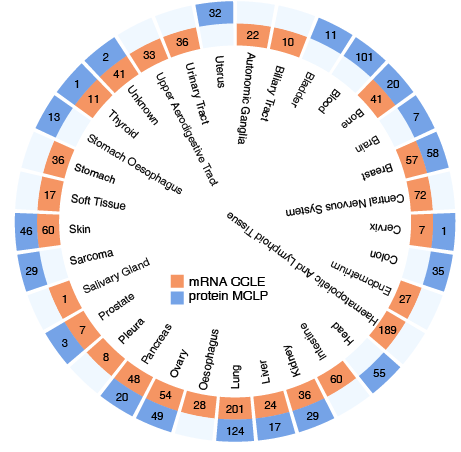 22
Autonomic Ganglia
10
Biliary Tract
11
Bladder
101
Blood
20
41
Bone
7
Brain
58
57
Breast
72
Central Nervous System
1
7
Cervix
35
Colon
27
Endometrium
55
189
Haematopoietic And Lymphoid Tissue
Head
60
Intestine
29
36
Kidney
17
24
Liver
124
201
Lung
28
Oesophagus
49
54
Ovary
20
48
Pancreas
8
Pleura
3
7
Prostate
1
Salivary Gland
29
Sarcoma
46
60
Skin
17
Soft Tissue
36
Stomach
13
Stomach Oesophagus
1
11
Thyroid
2
41
Unknown
33
Upper Aerodigestive Tract
36
Urinary Tract
32
Uterus
mRNA CCLE
protein MCLP